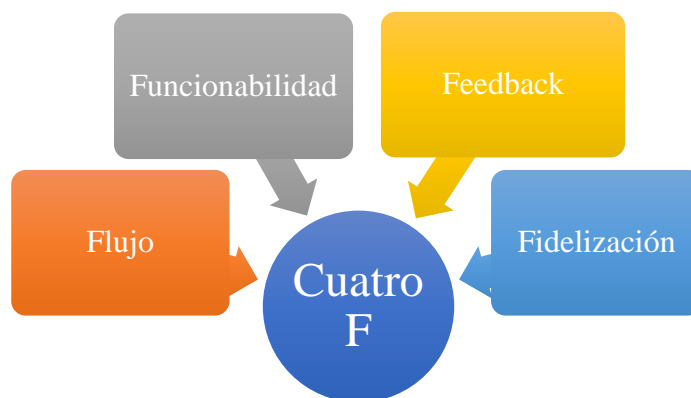 Funcionabilidad
Feedback
Flujo
Fidelización
Cuatro
F